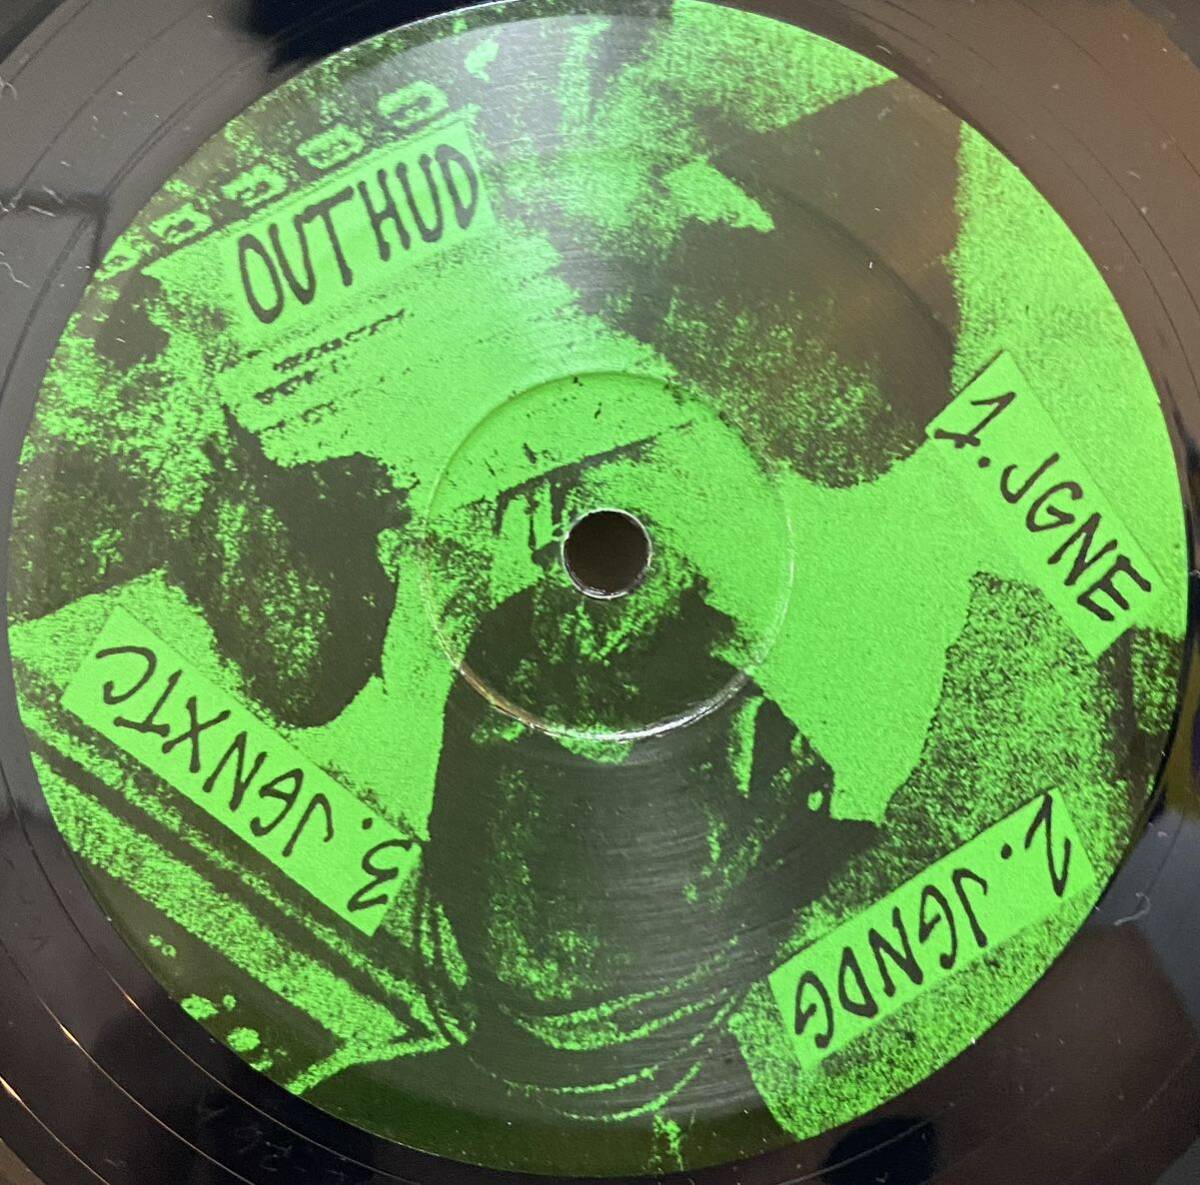 OUT HUD
1. JGNE
2. JGNDG
3. JGNXTC